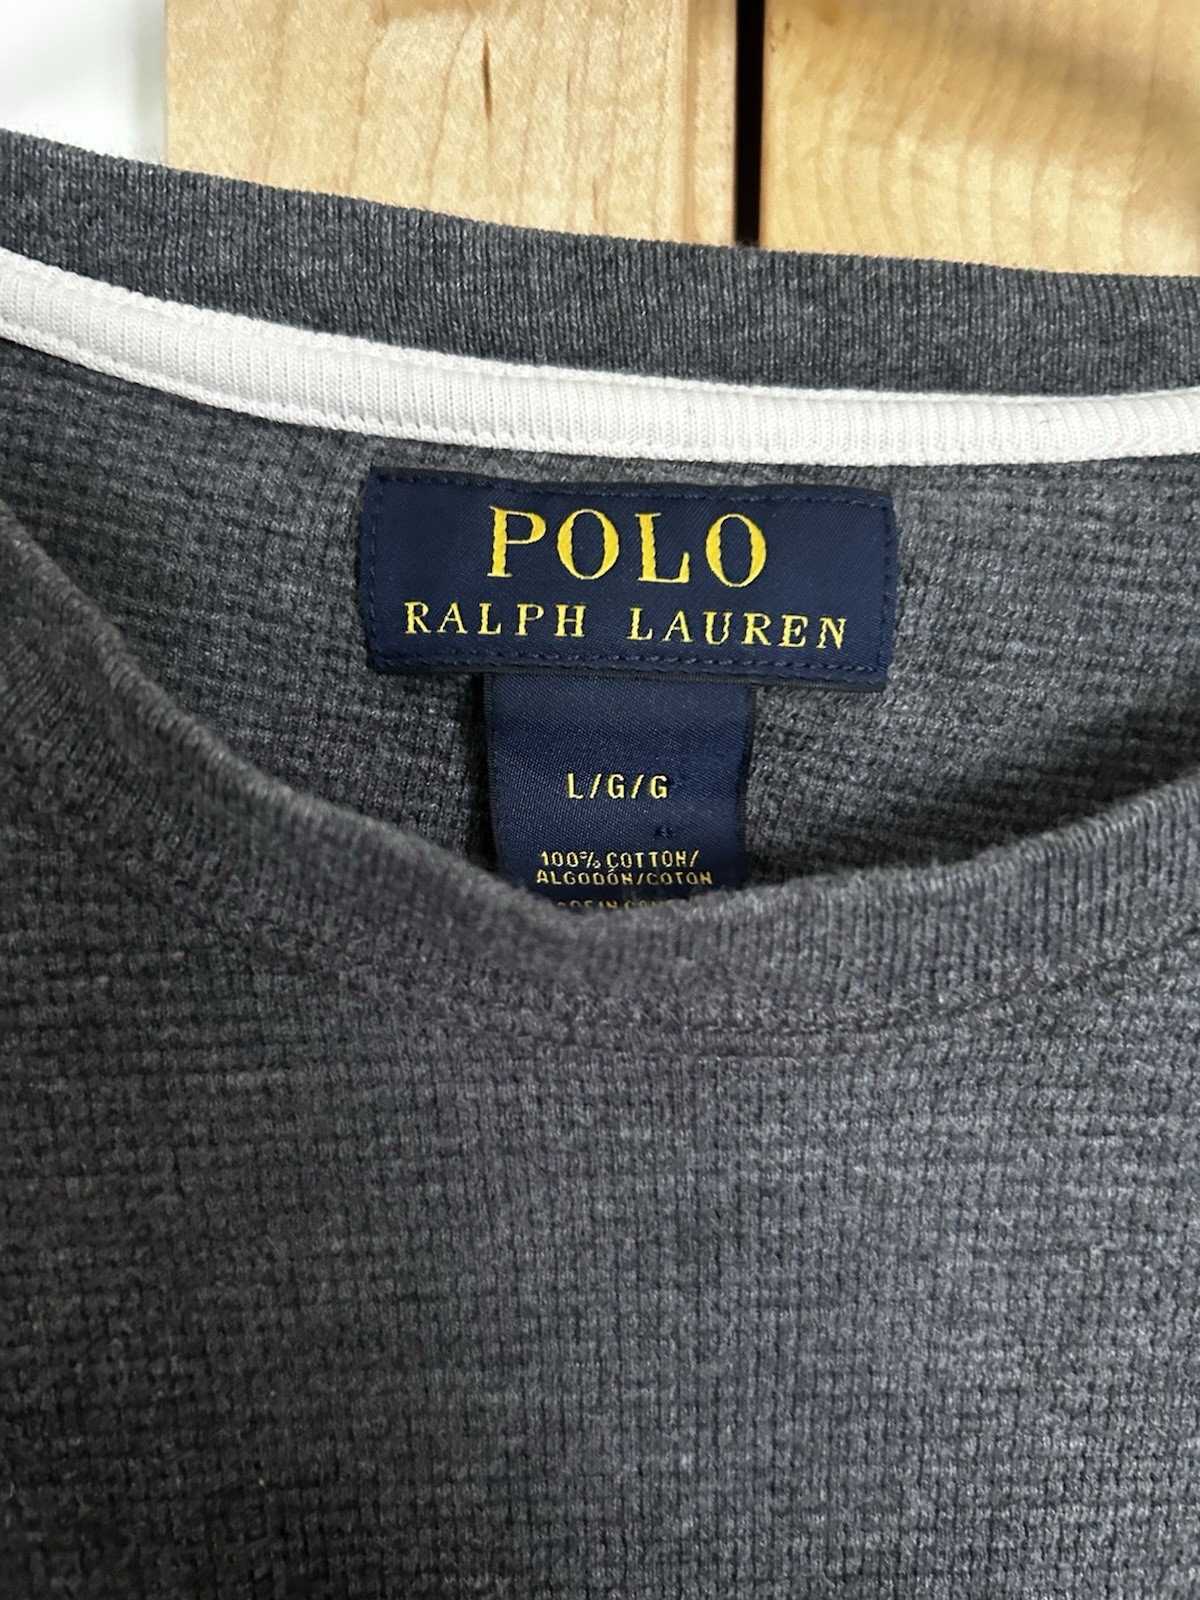 POLO
RALPH LAUREN
L/G/G
100% COTTON/
ALGODÓN/COTON